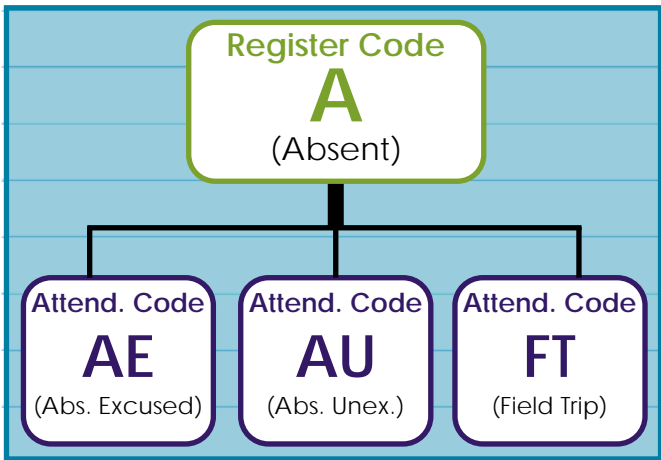 Register Code
A
(Absent)
Attend. Code
AE
(Abs. Excused)
Attend. Code
AU
(Abs. Unex.)
Attend. Code
FT
(Field Trip)